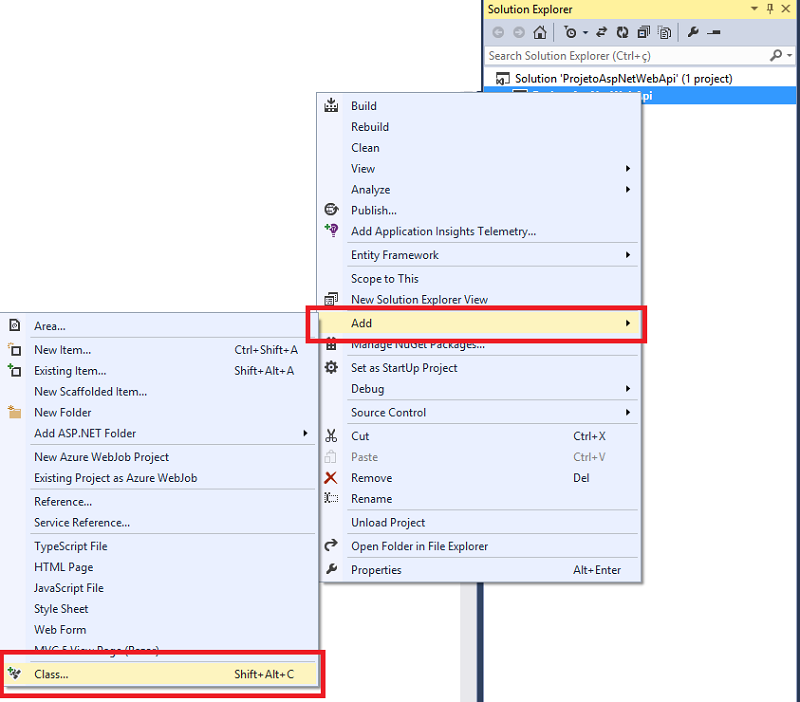 Solution Explorer
Search Solution Explorer (Ctrl+ç)
Solution 'ProjetoAspNetWebApi' (1 project)
Build
Rebuild
Clean
View
Analyze
Publish...
Add Application Insights Telemetry...
Entity Framework
Scope to This
New Solution Explorer View
Add
Manage NuGet Packages...
Set as StartUp Project
Debug
Source Control
Cut Ctrl+X
Paste Ctrl+V
Remove Del
Rename
Unload Project
Open Folder in File Explorer
Properties Alt+Enter
Area...
New Item... Ctrl+Shift+A
Existing Item... Shift+Alt+A
New Scaffolded Item...
New Folder
Add ASP.NET Folder
New Azure WebJob Project
Existing Project as Azure WebJob
Reference...
Service Reference...
TypeScript File
HTML Page
JavaScript File
Style Sheet
Web Form
MVC 5 View Page (Razor)
Class... Shift+Alt+C